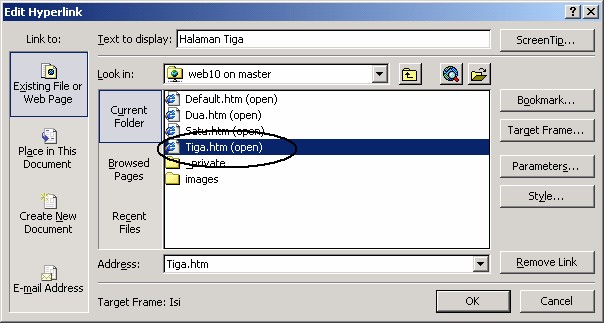 Edit Hyperlink
Link to:
Text to display: Halaman Tiga
ScreenTip...
Existing File or
Web Page
Look in: web10 on master
Place in This
Document
Create New
Document
E-mail Address
Current
Folder
Browsed
Pages
Recent
Files
Default.htm (open)
Dua.htm (open)
Satu.htm (open)
Tiga.htm (open)
_private
images
Bookmark...
Target Frame...
Parameters...
Style...
Address: Tiga.htm
Remove Link
Target Frame: Isi
OK
Cancel